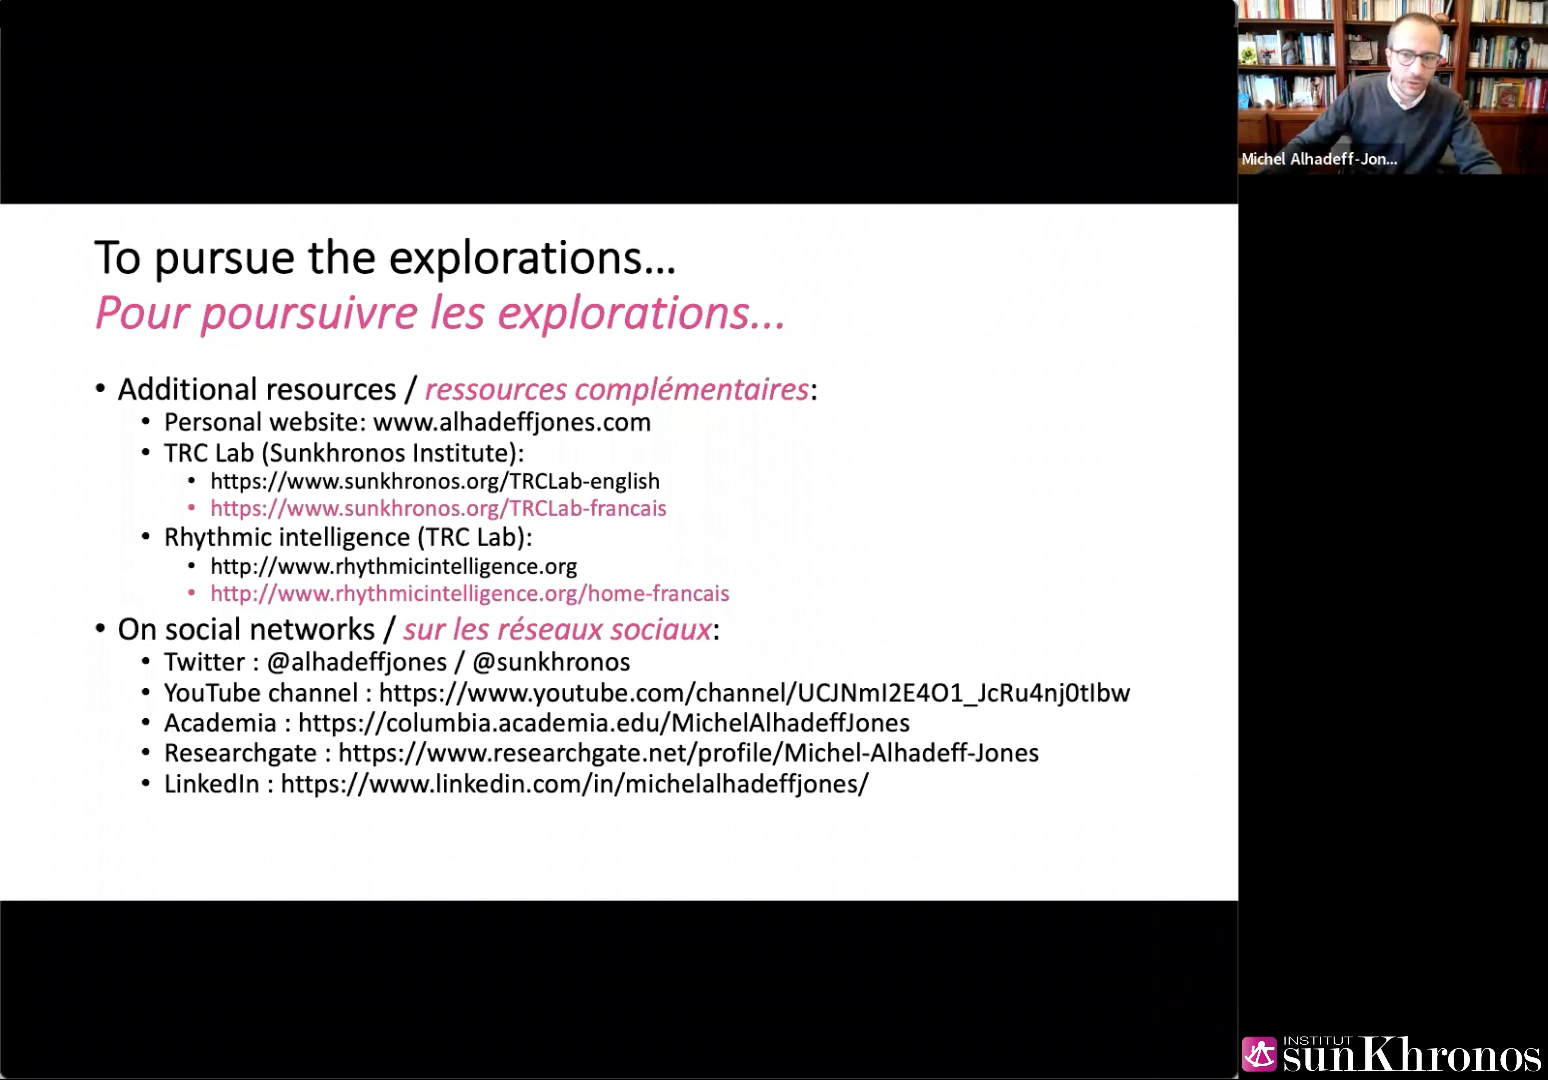 Michel Alhadeff-Jon...
To pursue the explorations...
Pour poursuivre les explorations...
• Additional resources / ressources complémentaires:
• Personal website: www.alhadeffjones.com
• TRC Lab (Sunkhronos Institute):
• https://www.sunkhronos.org/TRCLab-english
• https://www.sunkhronos.org/TRCLab-francais
• Rhythmic intelligence (TRC Lab):
• http://www.rhythmicintelligence.org
• http://www.rhythmicintelligence.org/home-francais
• On social networks / sur les réseaux sociaux:
• Twitter : @alhadeffjones / @sunkhronos
• YouTube channel : https://www.youtube.com/channel/UCJNmI2E4O1_JcRu4nj0tIbw
• Academia : https://columbia.academia.edu/MichelAlhadeffJones
• Researchgate : https://www.researchgate.net/profile/Michel-Alhadeff-Jones
• LinkedIn : https://www.linkedin.com/in/michelalhadeffjones/
INSTITUT
sunKhronos